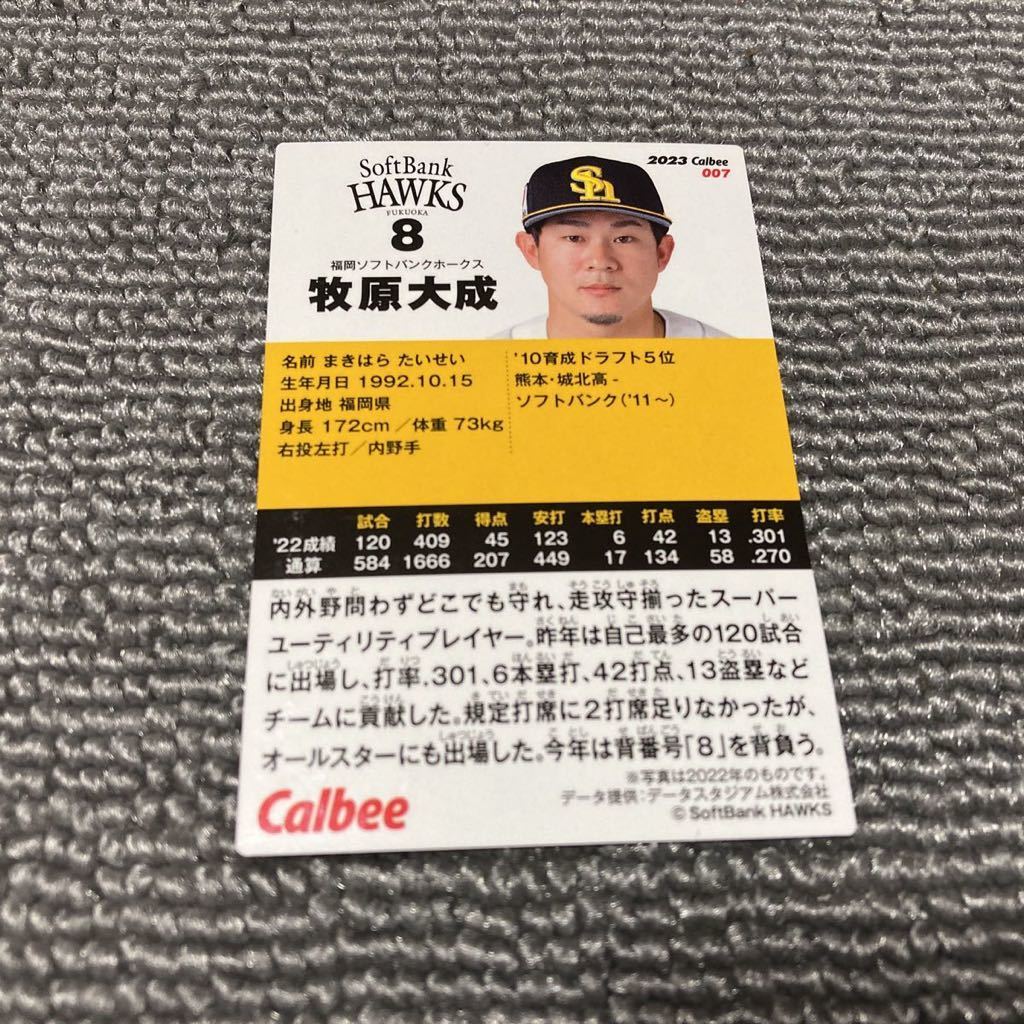 SoftBank
HAWKS
FUKUOKA
8
福岡ソフトバンクホークス
牧原大成
2023 Calbee
007
Sh
名前 まきはら たいせい
生年月日 1992.10.15
出身地 福岡県
身長 172cm／体重 73kg
右投左打／内野手
'10育成ドラフト5位
熊本・城北高 -
ソフトバンク('11～)
試合 打数 得点 安打 本塁打 打点 盗塁 打率
'22成績 120 409 45 123 6 42 13 .301
通算 584 1666 207 449 17 134 58 .270
内外野問わずどこでも守れ、走攻守揃ったスーパー
ユーティリティプレイヤー。昨年は自己最多の120試合
に出場し、打率.301、6本塁打、42打点、13盗塁など
チームに貢献した。規定打席に2打席足りなかったが、
オールスターにも出場した。今年は背番号「8」を背負う。
※写真は2022年のものです。
データ提供：データスタジアム株式会社
© SoftBank HAWKS
Calbee